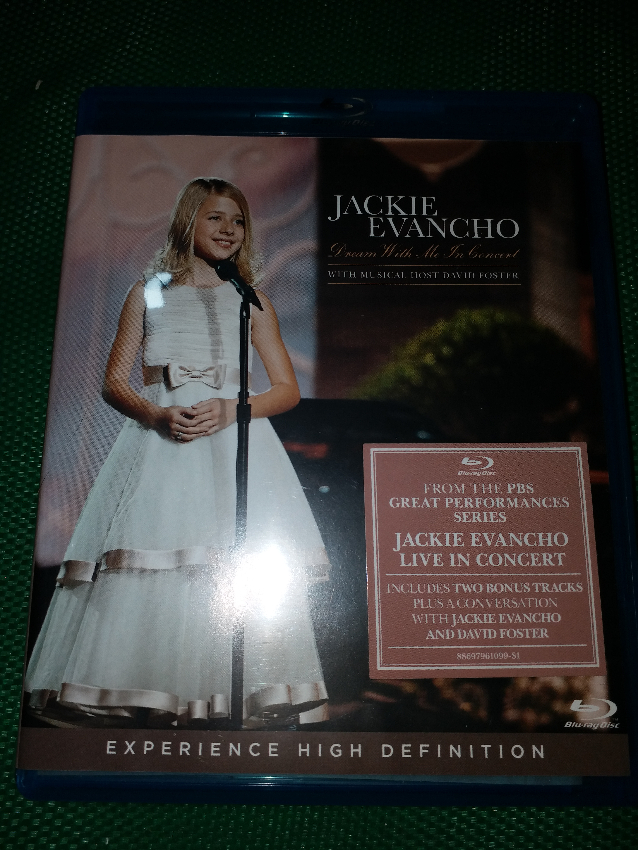 JACKIE
EVANCHO
Dream With Me In Concert
WITH MUSICAL HOST DAVID FOSTER
Blu-ray Disc
FROM THE PBS
GREAT PERFORMANCES
SERIES
JACKIE EVANCHO
LIVE IN CONCERT
INCLUDES TWO BONUS TRACKS
PLUS A CONVERSATION
WITH JACKIE EVANCHO
AND DAVID FOSTER
88697961099-S1
Blu-ray Disc
EXPERIENCE HIGH DEFINITION